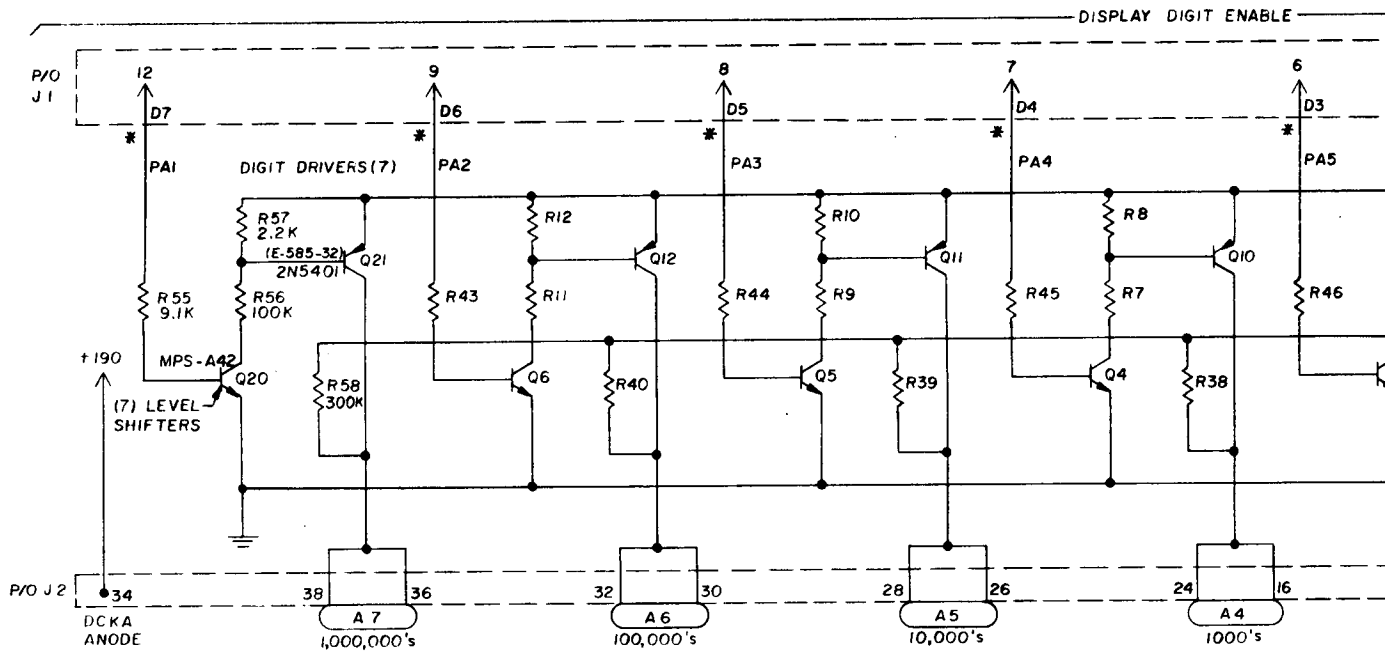 DISPLAY DIGIT ENABLE
P/O
J1
12
9
8
7
6
D7
D6
D5
D4
D3
*
*
*
*
*
PA1
DIGIT DRIVERS(7)
PA2
PA3
PA4
PA5
R57
2.2K
R12
R10
R8
(E-585-32)
2N5401
Q21
Q12
Q11
Q10
R55
9.1K
R56
100K
R43
R11
R44
R9
R45
R7
R46
+190
MPS-A42
Q20
R58
300K
Q6
R40
Q5
R39
Q4
R38
(7) LEVEL
SHIFTERS
P/O J2
34
38
36
32
30
28
26
24
16
DCKA
ANODE
A7
1,000,000's
A6
100,000's
A5
10,000's
A4
1000's